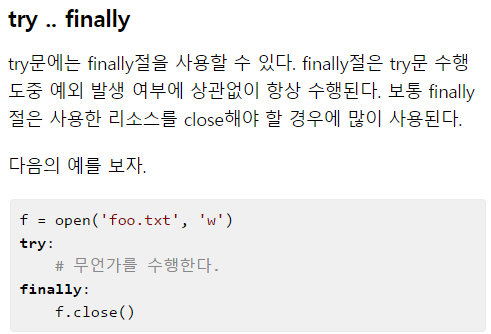 try .. finally
try문에는 finally절을 사용할 수 있다. finally절은 try문 수행
도중 예외 발생 여부에 상관없이 항상 수행된다. 보통 finally
절은 사용한 리소스를 close해야 할 경우에 많이 사용된다.
다음의 예를 보자.
f = open('foo.txt', 'w')
try:
    # 무언가를 수행한다.
finally:
    f.close()